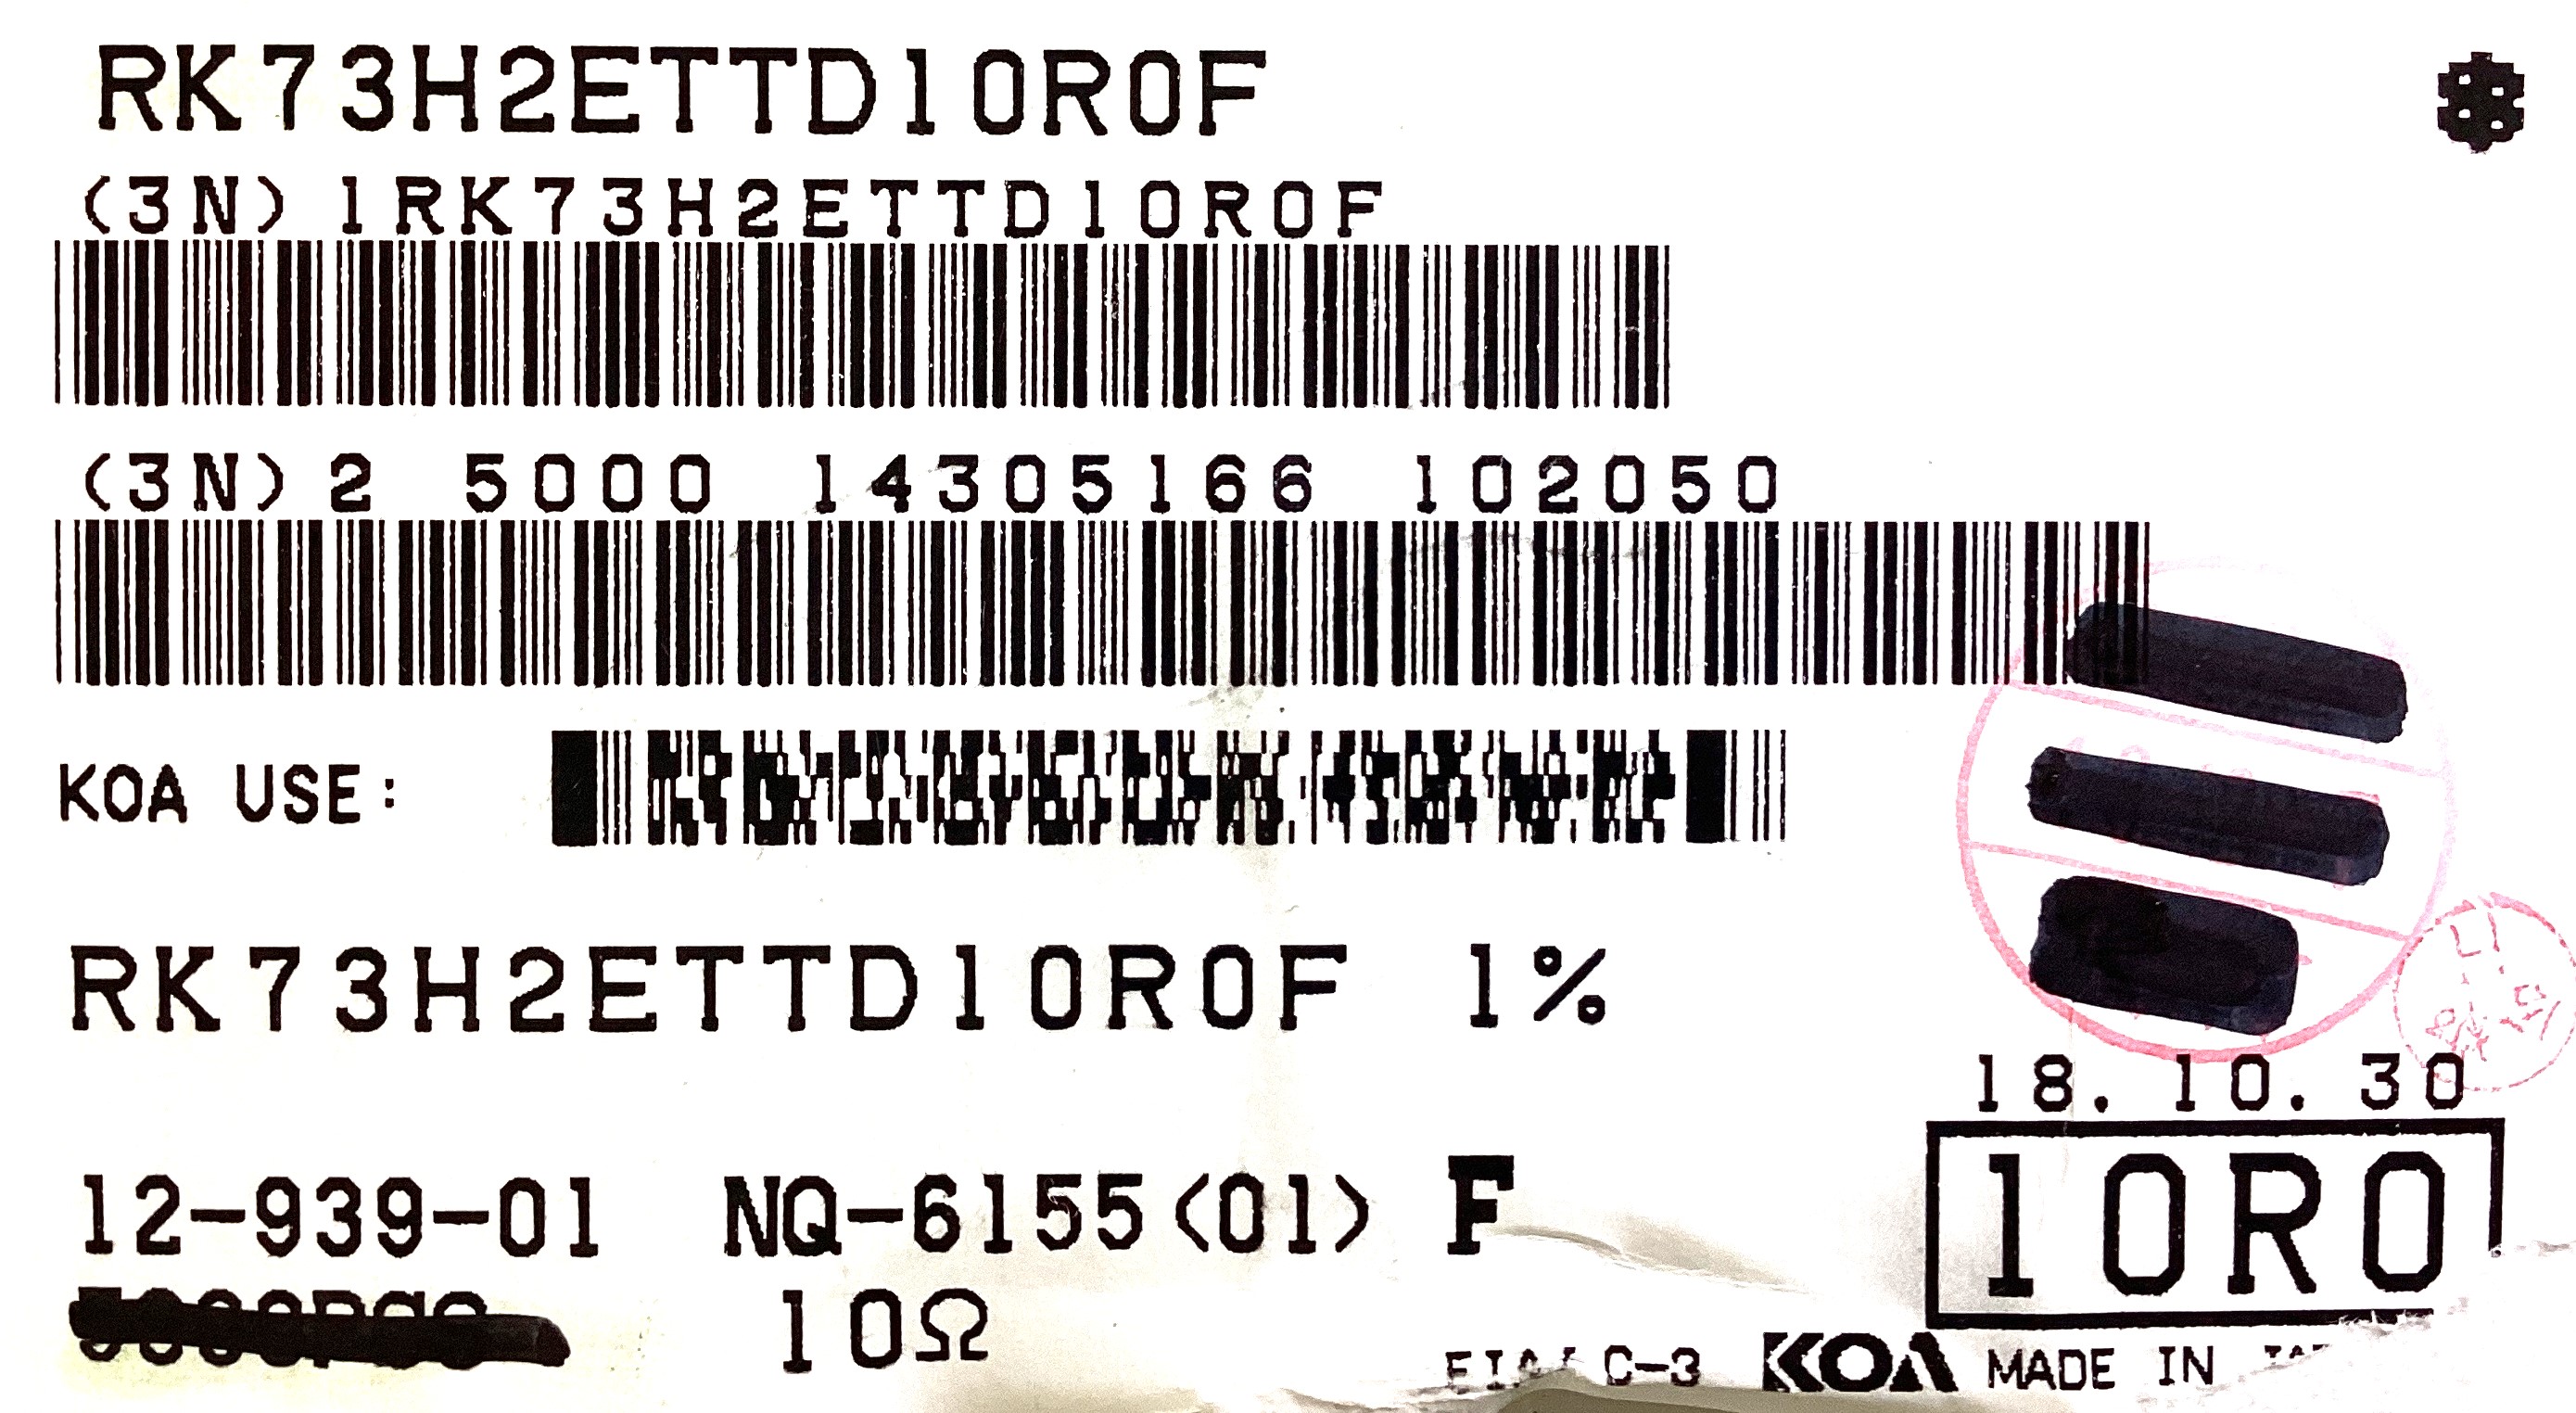 RK73H2ETTD10R0F
(3N)1RK73H2ETTD10R0F
(3N)2 5000 14305166 102050
KOA USE:
RK73H2ETTD10R0F 1%
18.10.30
12-939-01 NQ-6155(01) F
10R0
10Ω
C-3 KOA MADE IN